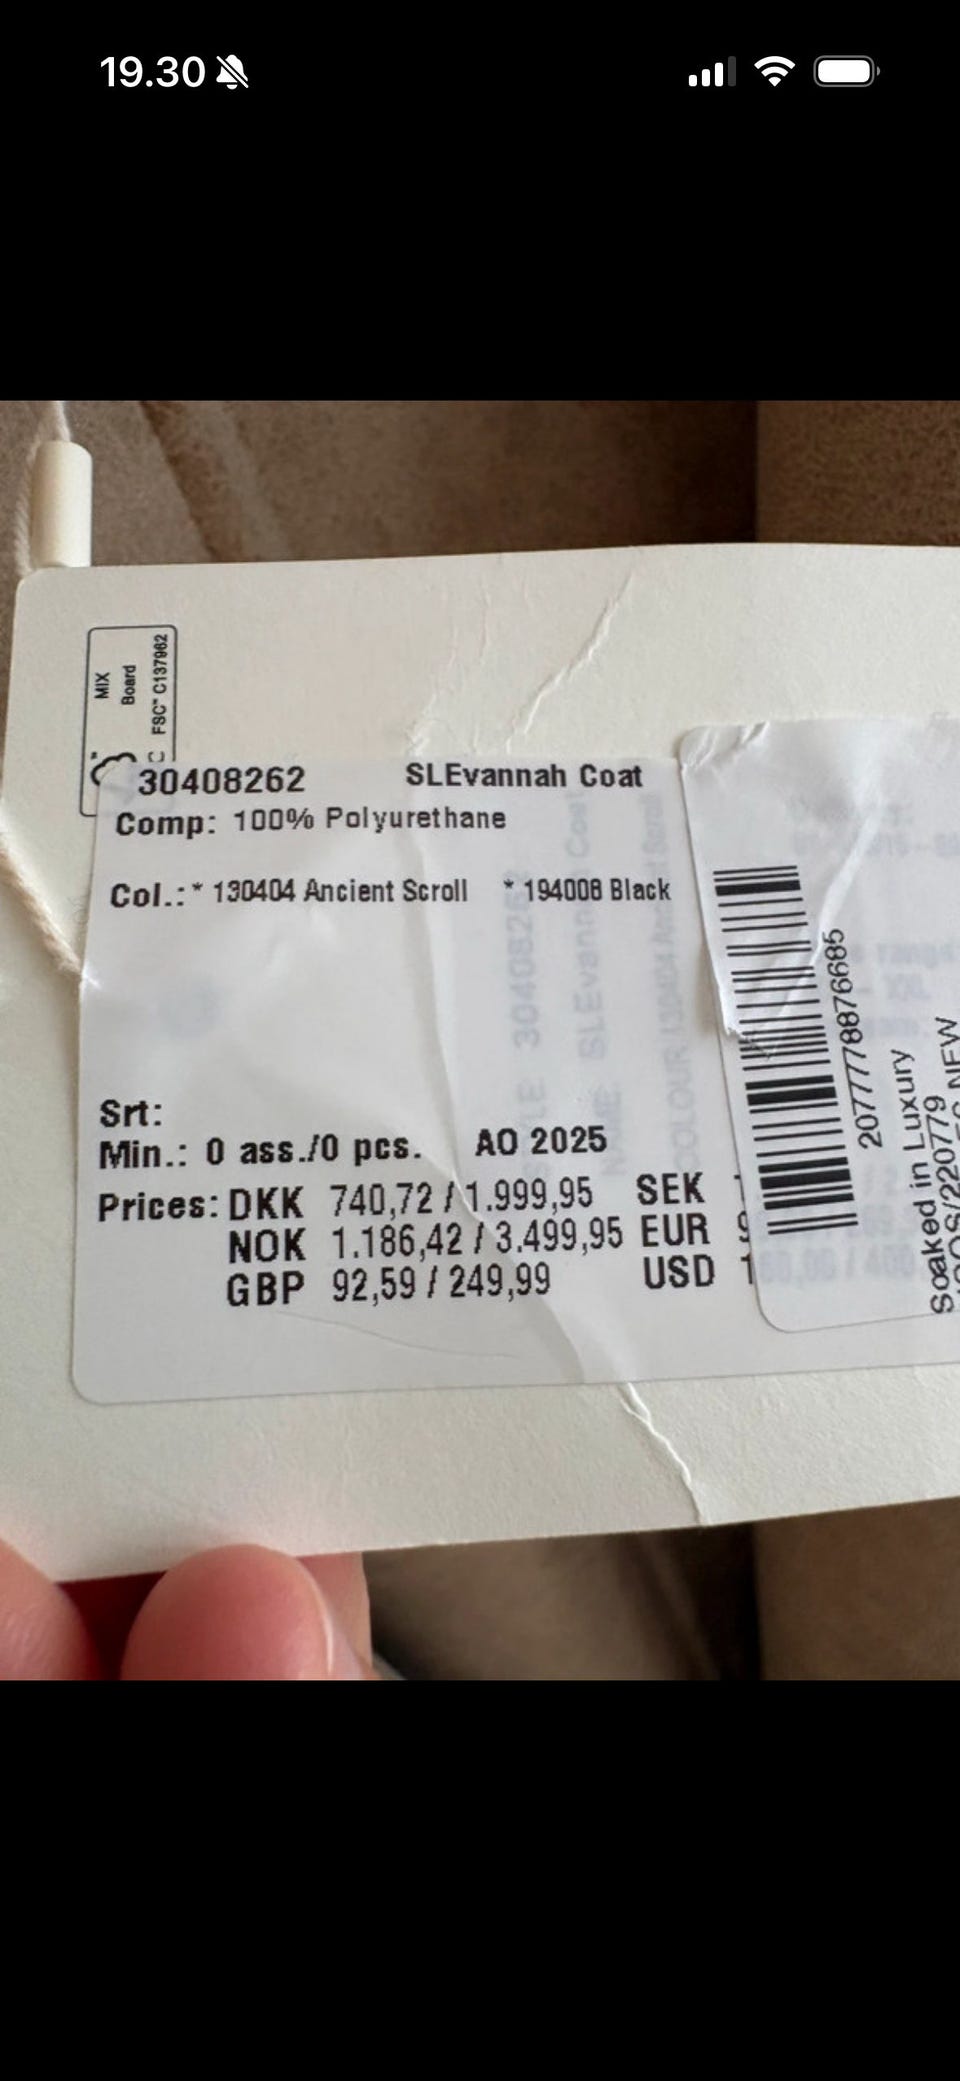 19.30
MIX
Board
FSC™ C137962
30408262 SLEvannah Coat
Comp: 100% Polyurethane
Col.:* 130404 Ancient Scroll * 194008 Black
Srt:
Min.: 0 ass./0 pcs. AO 2025
Prices: DKK 740,72 / 1.999,95 SEK
NOK 1.186,42 / 3.499,95 EUR
GBP 92,59 / 249,99 USD
2077778876685
Soaked in Luxury
NEW